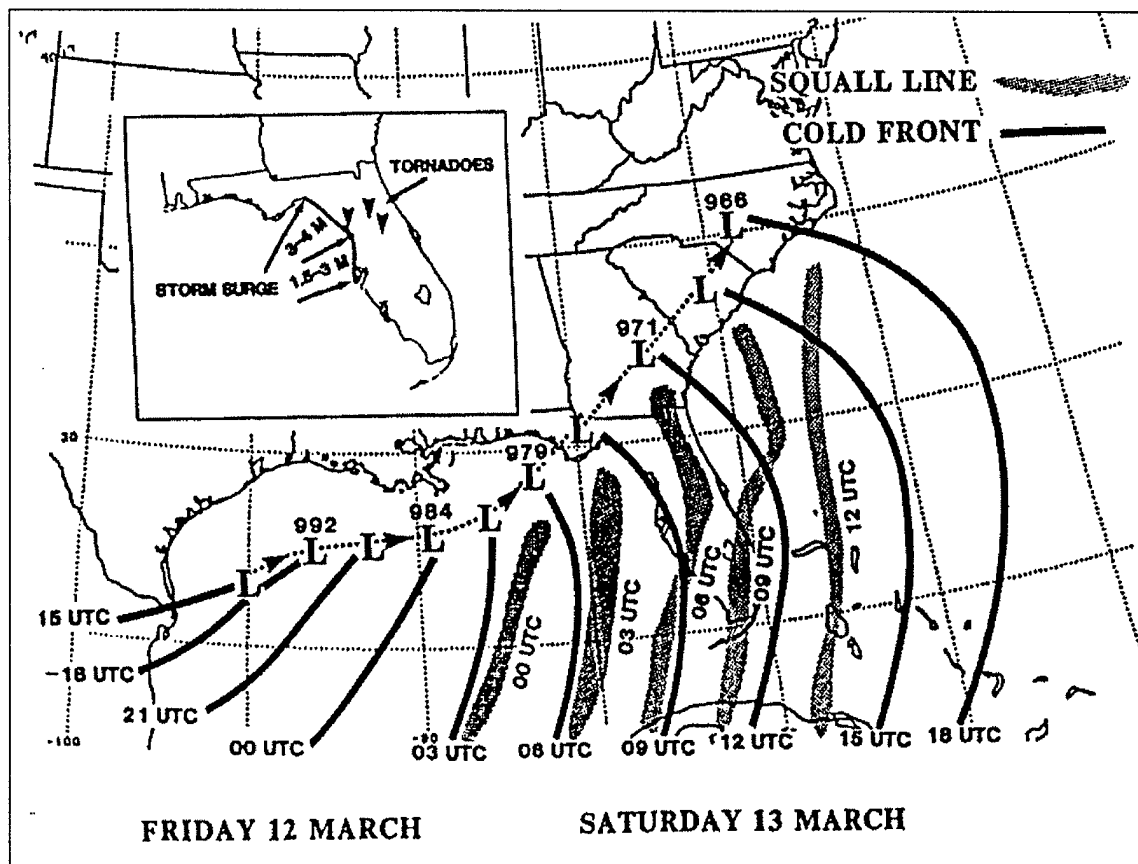 40
SQUALL LINE
COLD FRONT
TORNADOES
3-4 M
1.5-3 M
STORM SURGE
966
L
L
971
L
L
30
979
L
992
984
L
L
L
L
L
12 UTC
09 UTC
06 UTC
03 UTC
00 UTC
15 UTC
18 UTC
21 UTC
00 UTC
03 UTC
06 UTC
09 UTC
12 UTC
15 UTC
18 UTC
-100
-90
FRIDAY 12 MARCH
SATURDAY 13 MARCH